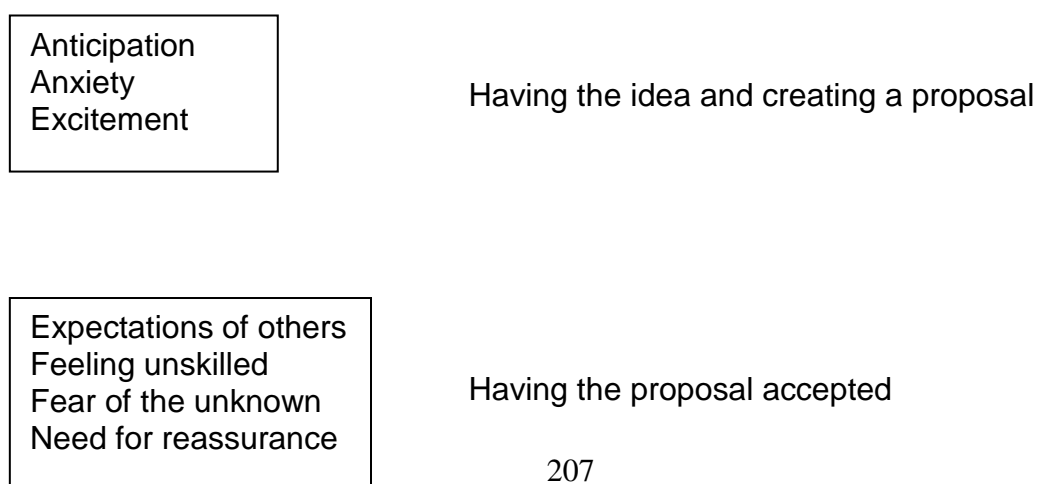 Anticipation
Anxiety
Excitement
Having the idea and creating a proposal
Expectations of others
Feeling unskilled
Fear of the unknown
Need for reassurance
Having the proposal accepted
207